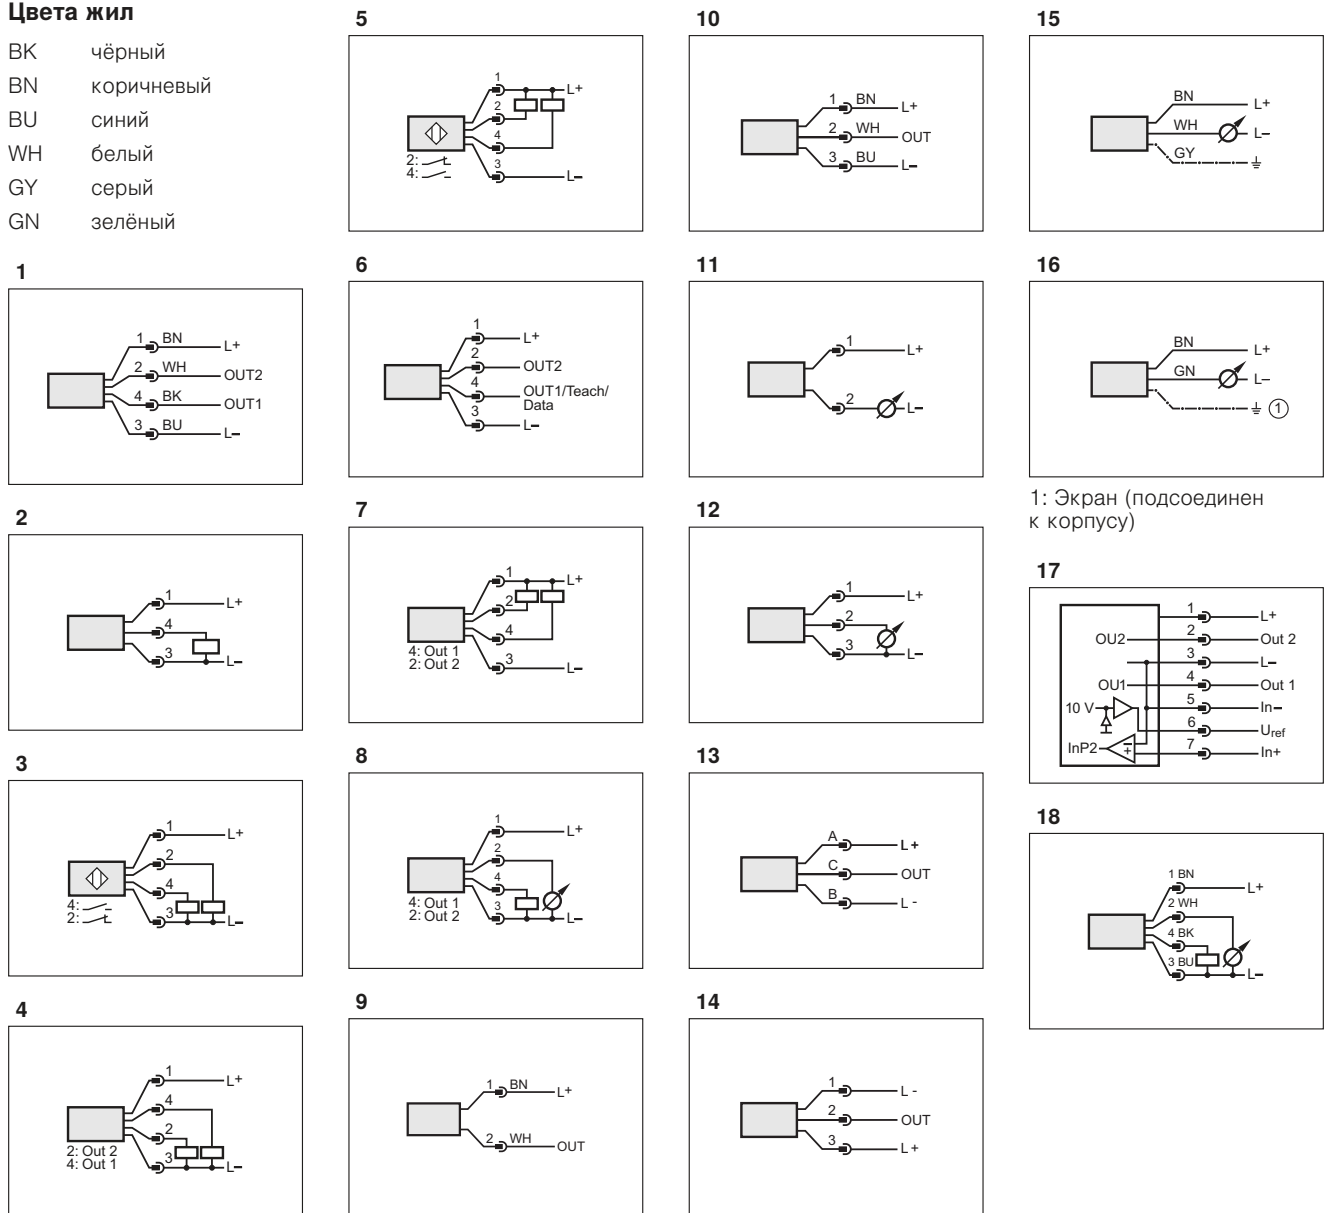 Цвета жил
BK чёрный
BN коричневый
BU синий
WH белый
GY серый
GN зелёный
1
1 BN L+
2 WH OUT2
4 BK OUT1
3 BU L–
2
1 L+
4
3 L–
3
1 L+
2
4
4:
2: 3 L–
4
1 L+
4
2
2: Out 2
4: Out 1 3 L–
5
1 L+
2
4
2:
4: 3 L–
6
1 L+
2 OUT2
4 OUT1/Teach/
Data
3 L–
7
1 L+
2
4
4: Out 1
2: Out 2 3 L–
8
1 L+
2
4
4: Out 1
2: Out 2 3 L–
9
1 BN L+
2 WH OUT
10
1 BN L+
2 WH OUT
3 BU L–
11
1 L+
2 L–
12
1 L+
2
3 L–
13
A L+
C OUT
B L -
14
1 L -
2 OUT
3 L+
15
BN L+
WH L–
GY
16
BN L+
GN L–
1
1: Экран (подсоединен
к корпусу)
17
1 L+
OU2 2 Out 2
3 L–
OU1 4 Out 1
10 V 5 In–
6 Uref
InP2 – + 7 In+
18
1 BN L+
2 WH
4 BK
3 BU L–